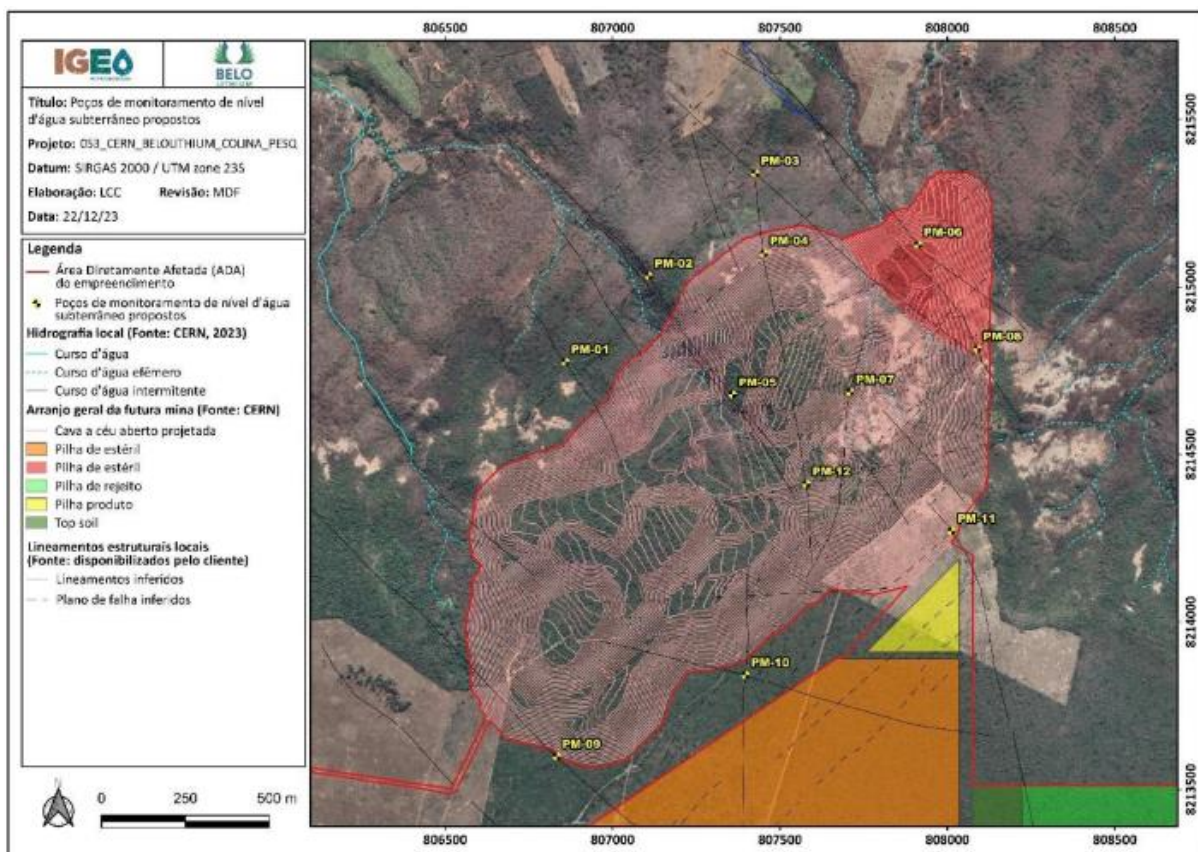 806500 807000 807500 808000 808500
IGEO
BELO
LITHIUM
Título: Poços de monitoramento de nível
d'água subterrâneo propostos
Projeto: 053_CERN_BELOLITHIUM_COLINA_PESQ
Datum: SIRGAS 2000 / UTM zone 23S
Elaboração: LCC Revisão: MDF
Data: 22/12/23
Legenda
Área Diretamente Afetada (ADA)
do empreendimento
Poços de monitoramento de nível d'água
subterrâneo propostos
Hidrografia local (Fonte: CERN, 2023)
Curso d'água
Curso d'água efêmero
Curso d'água intermitente
Arranjo geral da futura mina (Fonte: CERN)
Cava a céu aberto projetada
Pilha de estéril
Pilha de estéril
Pilha de rejeito
Pilha produto
Top soil
Lineamentos estruturais locais
(Fonte: disponibilizados pelo cliente)
Lineamentos inferidos
Plano de falha inferidos
N
0 250 500 m
PM-03
PM-06
PM-04
PM-02
PM-08
PM-01
PM-05
PM-07
PM-12
PM-11
PM-10
PM-09
8215500
8215000
8214500
8214000
8213500
806500 807000 807500 808000 808500